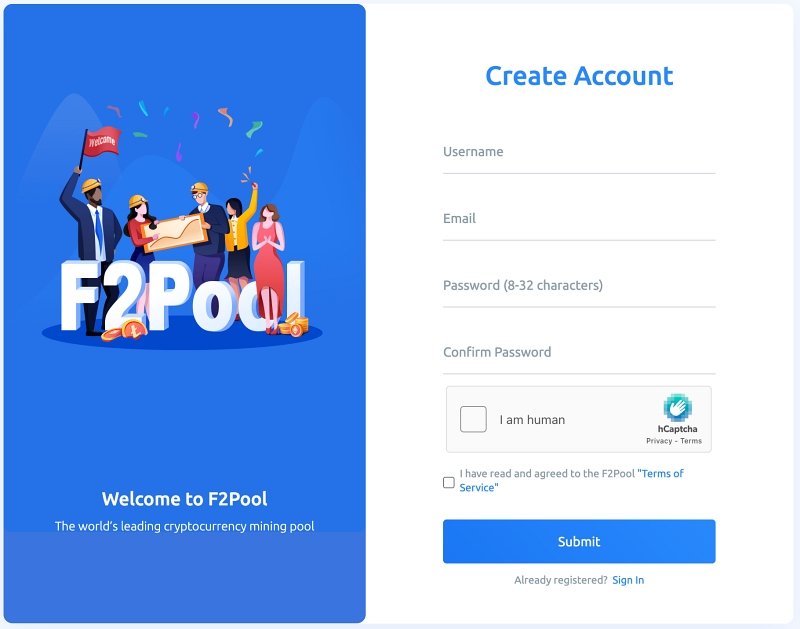 Welcome
F2Pool
Welcome to F2Pool
The world's leading cryptocurrency mining pool
Create Account
Username
Email
Password (8-32 characters)
Confirm Password
I am human
hCaptcha
Privacy - Terms
I have read and agreed to the F2Pool "Terms of
Service"
Submit
Already registered? Sign In